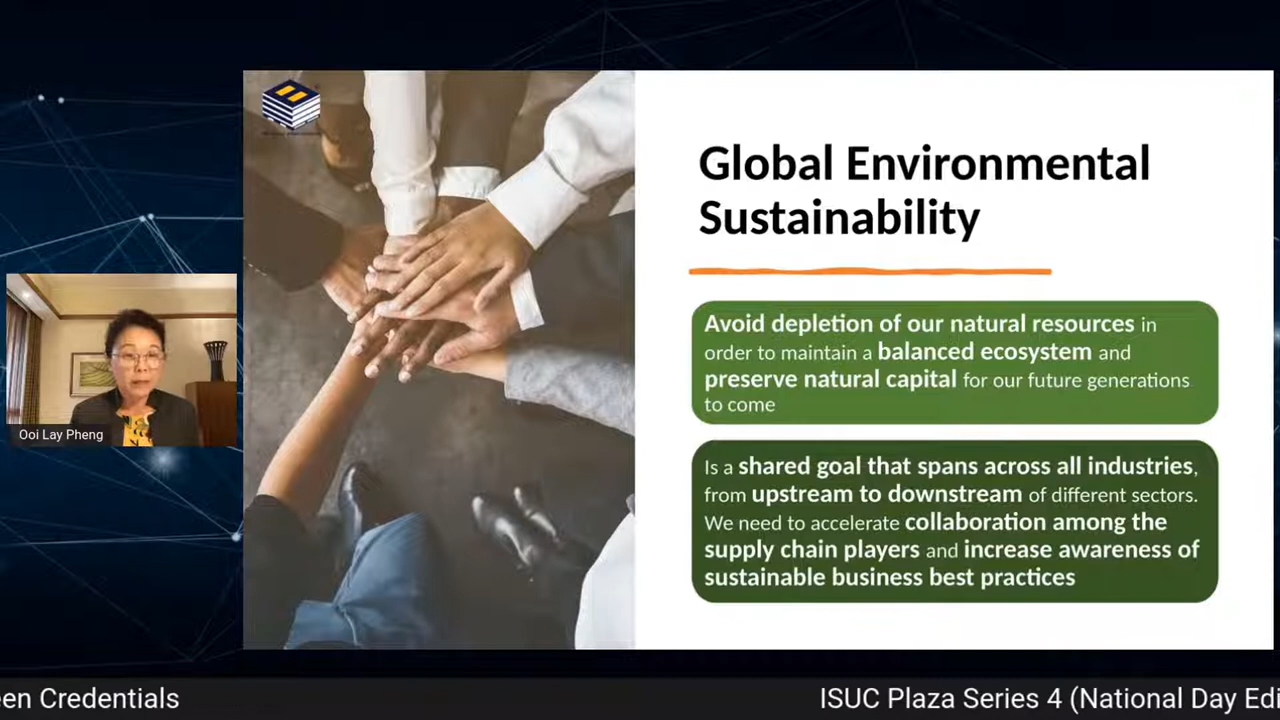 Global Environmental
Sustainability
Avoid depletion of our natural resources in
order to maintain a balanced ecosystem and
preserve natural capital for our future generations
to come
Is a shared goal that spans across all industries,
from upstream to downstream of different sectors.
We need to accelerate collaboration among the
supply chain players and increase awareness of
sustainable business best practices
Ooi Lay Pheng
een Credentials
ISUC Plaza Series 4 (National Day Edi